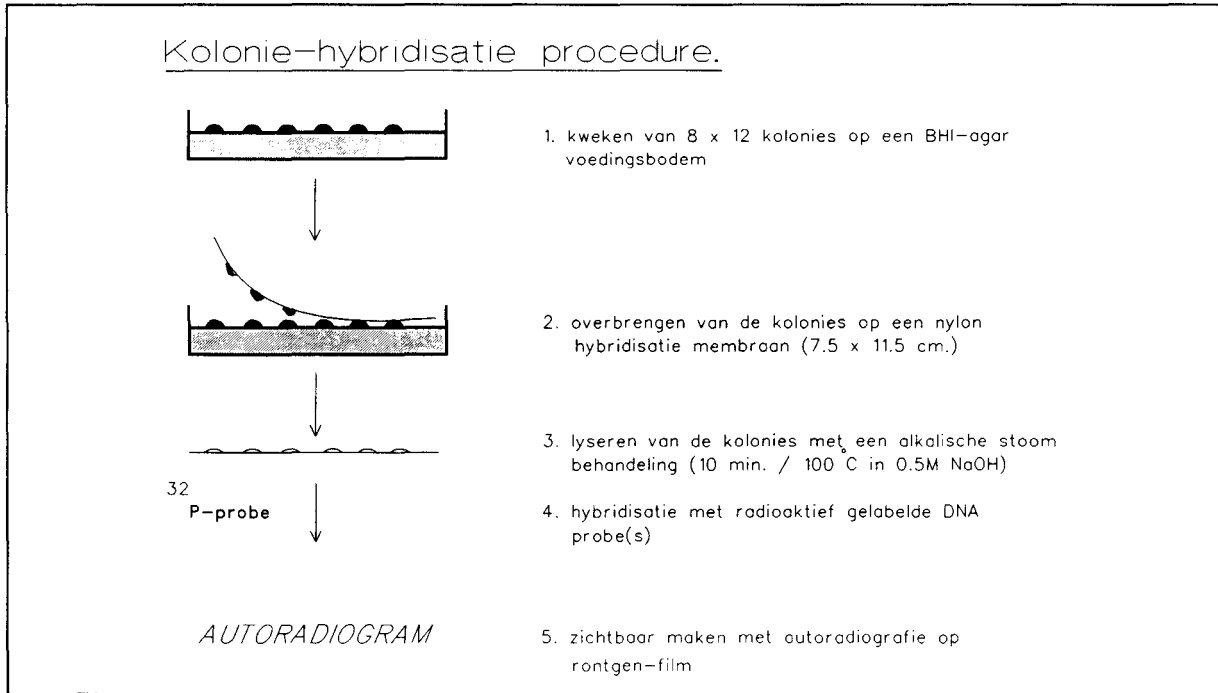 Kolonie-hybridisatie procedure.
1. kweken van 8 x 12 kolonies op een BHI-agar
voedingsbodem
2. overbrengen van de kolonies op een nylon
hybridisatie membraan (7.5 x 11.5 cm.)
3. lyseren van de kolonies met een alkalische stoom
behandeling (10 min. / 100 °C in 0.5M NaOH)
32
P-probe
4. hybridisatie met radioaktief gelabelde DNA
probe(s)
AUTORADIOGRAM
5. zichtbaar maken met autoradiografie op
rontgen-film